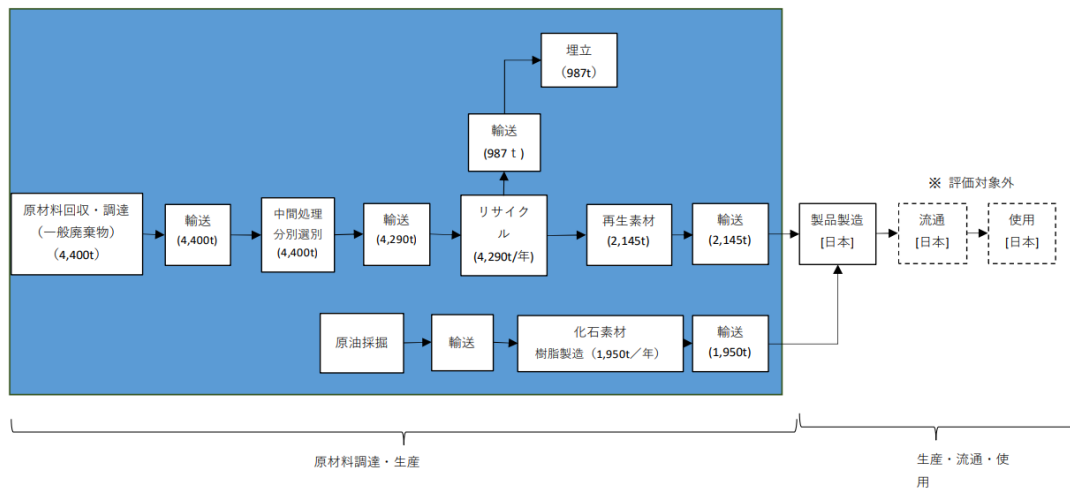 埋立
（987t）
輸送
(987ｔ)
※ 評価対象外
原材料回収・調達
（一般廃棄物）
（4,400t）
輸送
(4,400t)
中間処理
分別選別
(4,400t)
輸送
(4,290t)
リサイク
ル
(4,290t/年)
再生素材
(2,145t)
輸送
(2,145t)
製品製造
[日本]
流通
[日本]
使用
[日本]
原油採掘
輸送
化石素材
樹脂製造（1,950t／年）
輸送
(1,950t)
原材料調達・生産
生産・流通・使
用